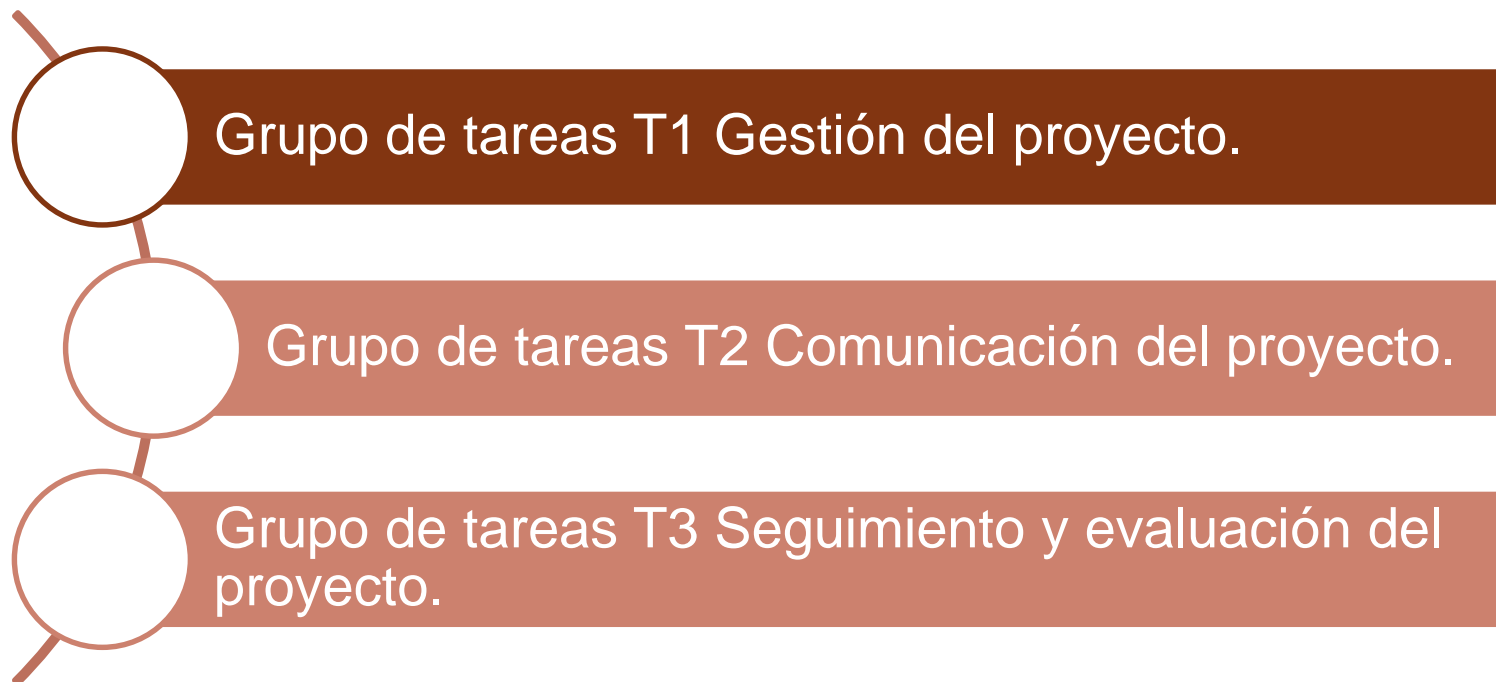 Grupo de tareas T1 Gestión del proyecto.
Grupo de tareas T2 Comunicación del proyecto.
Grupo de tareas T3 Seguimiento y evaluación del
proyecto.